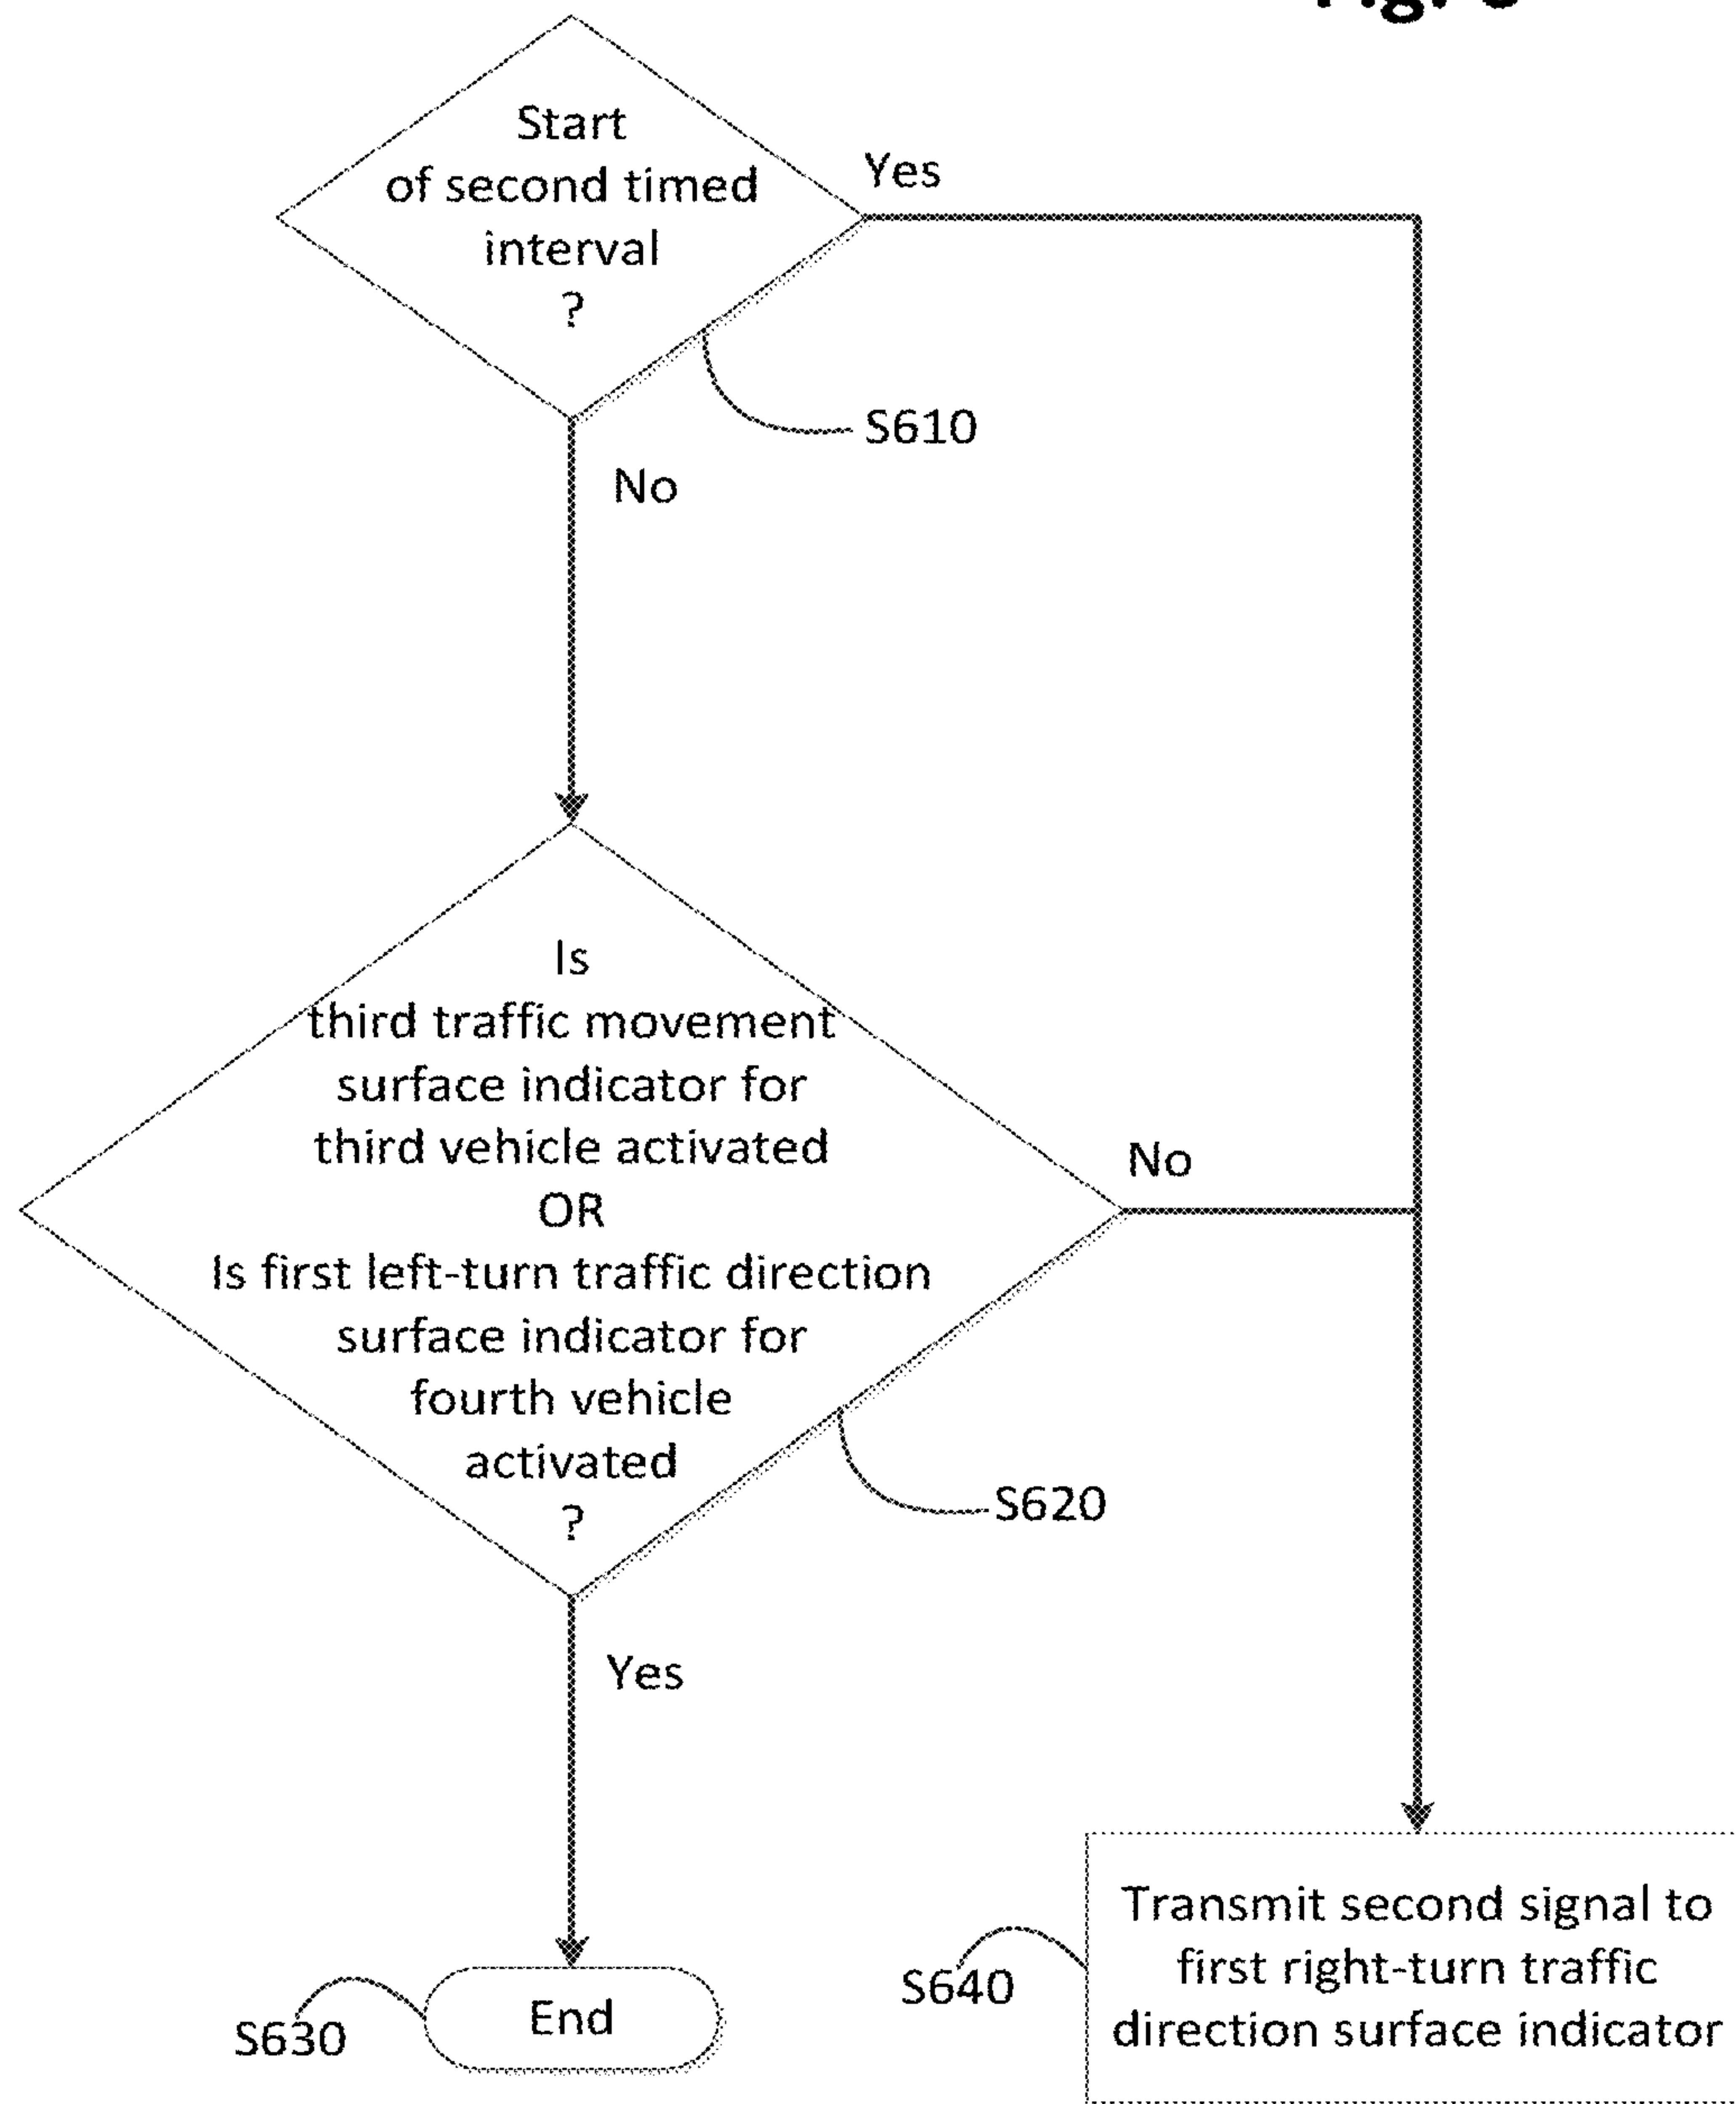 Start
of second timed
interval
?
Yes
S610
No
Is
third traffic movement
surface indicator for
third vehicle activated
OR
Is first left-turn traffic direction
surface indicator for
fourth vehicle
activated
?
No
S620
Yes
End
S630
Transmit second signal to
first right-turn traffic
direction surface indicator
S640